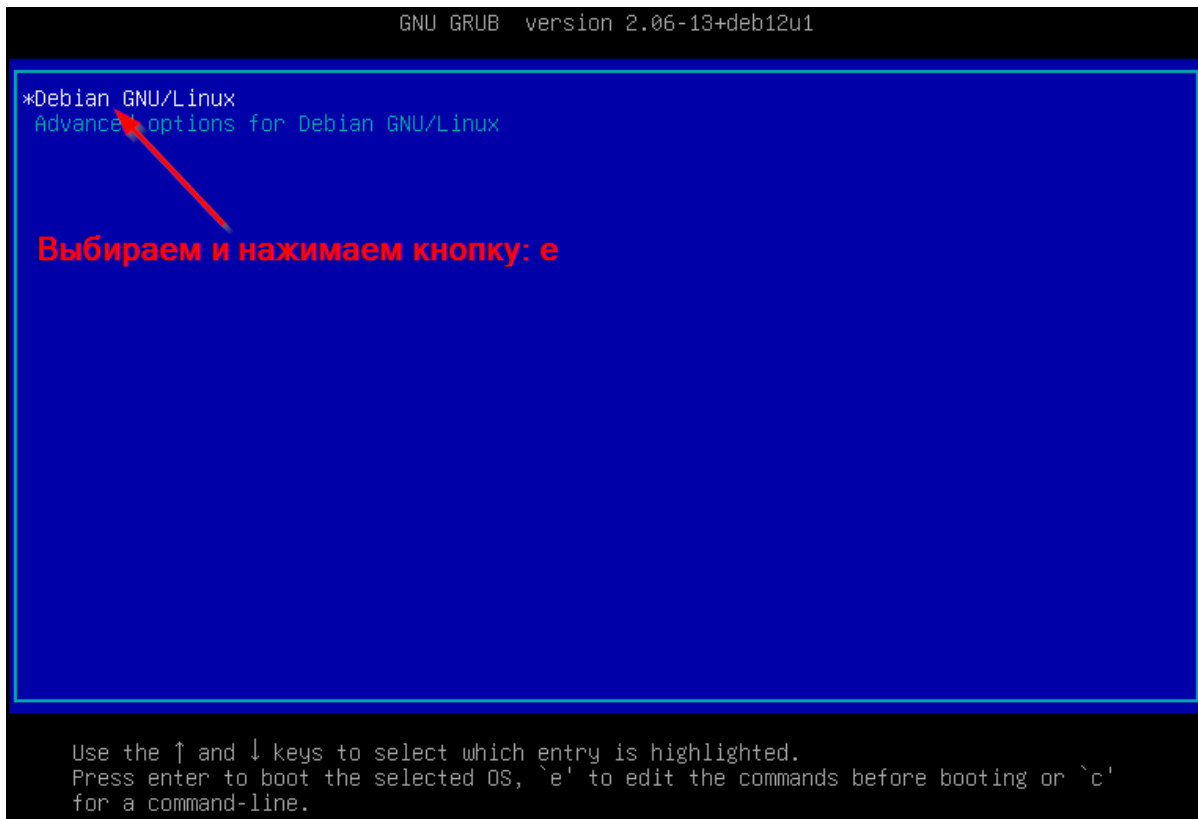 GNU GRUB version 2.06-13+deb12u1
*Debian GNU/Linux
Advanced options for Debian GNU/Linux
Выбираем и нажимаем кнопку: e
Use the ↑ and ↓ keys to select which entry is highlighted.
Press enter to boot the selected OS, `e' to edit the commands before booting or `c'
for a command-line.